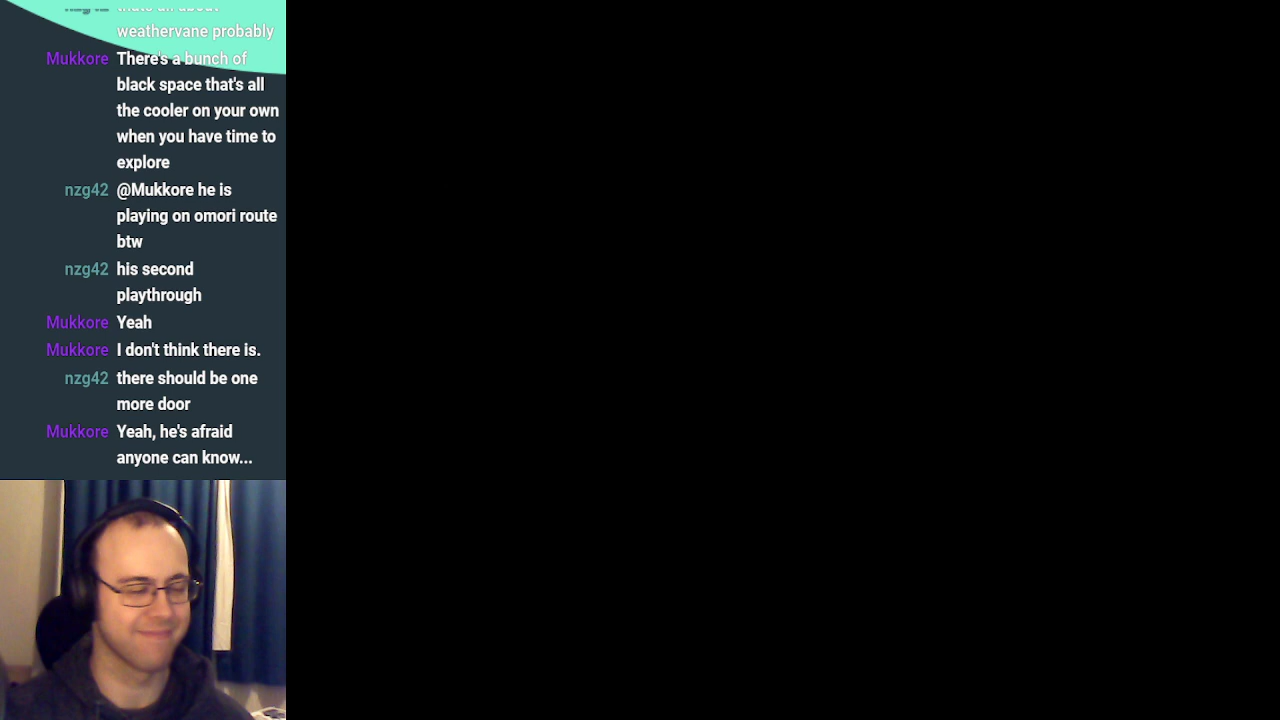 weathervane probably
Mukkore There's a bunch of
black space that's all
the cooler on your own
when you have time to
explore
nzg42 @Mukkore he is
playing on omori route
btw
nzg42 his second
playthrough
Mukkore Yeah
Mukkore I don't think there is.
nzg42 there should be one
more door
Mukkore Yeah, he's afraid
anyone can know...